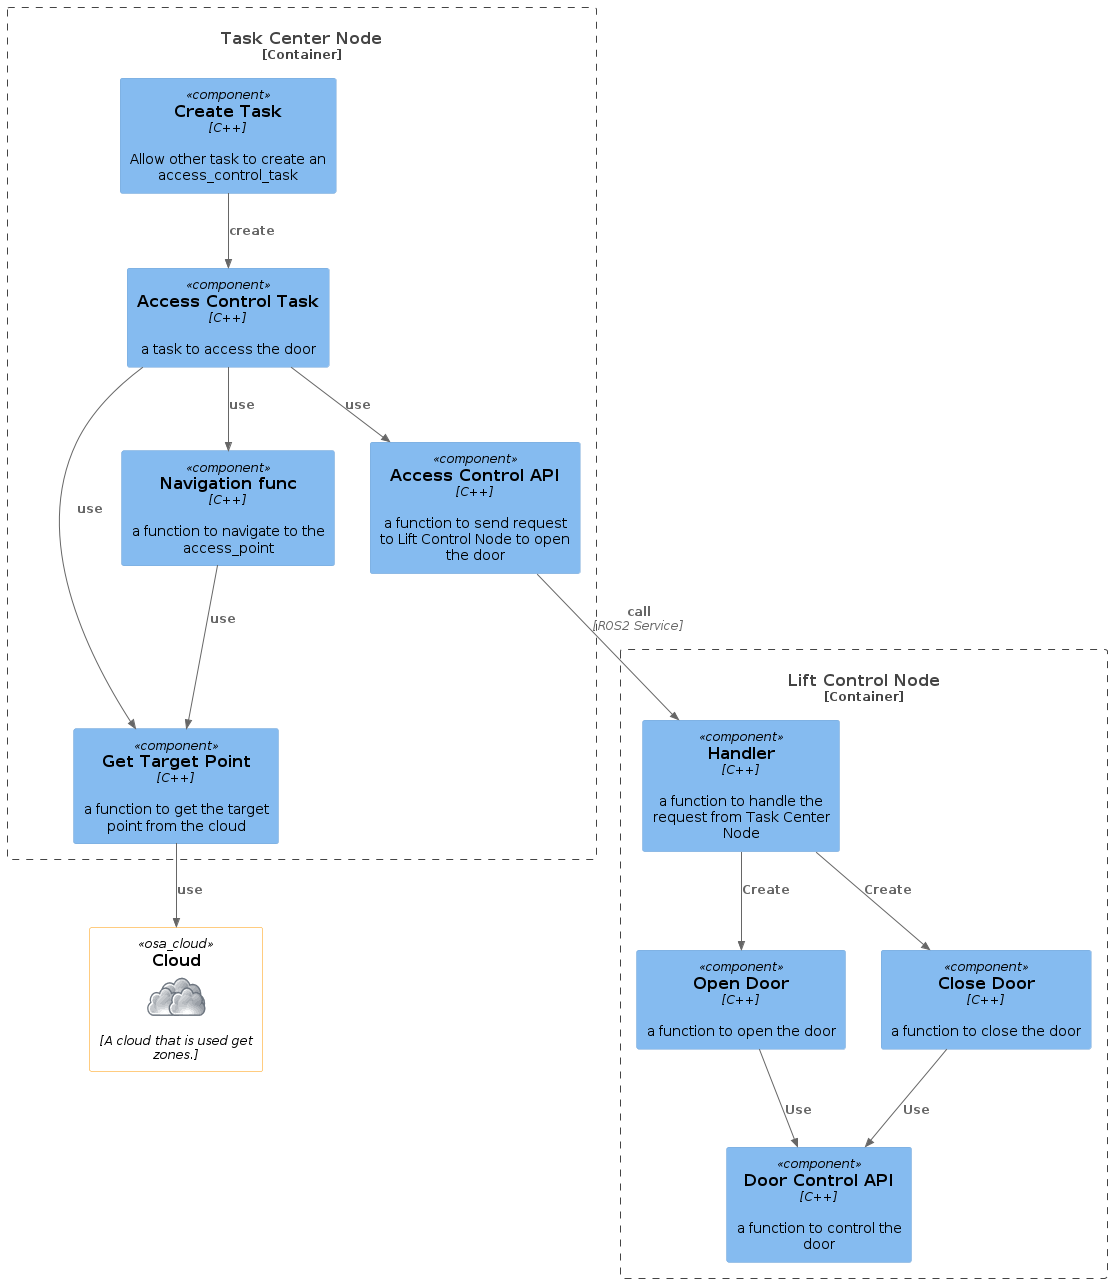 Task Center Node
[Container]
«component»
Create Task
[C++]
Allow other task to create an
access_control_task
create
«component»
Access Control Task
[C++]
a task to access the door
use
use
use
«component»
Navigation func
[C++]
a function to navigate to the
access_point
«component»
Access Control API
[C++]
a function to send request
to Lift Control Node to open
the door
use
call
[ROS2 Service]
«component»
Get Target Point
[C++]
a function to get the target
point from the cloud
use
«osa_cloud»
Cloud
[A cloud that is used get
zones.]
Lift Control Node
[Container]
«component»
Handler
[C++]
a function to handle the
request from Task Center
Node
Create
Create
«component»
Open Door
[C++]
a function to open the door
«component»
Close Door
[C++]
a function to close the door
Use
Use
«component»
Door Control API
[C++]
a function to control the
door